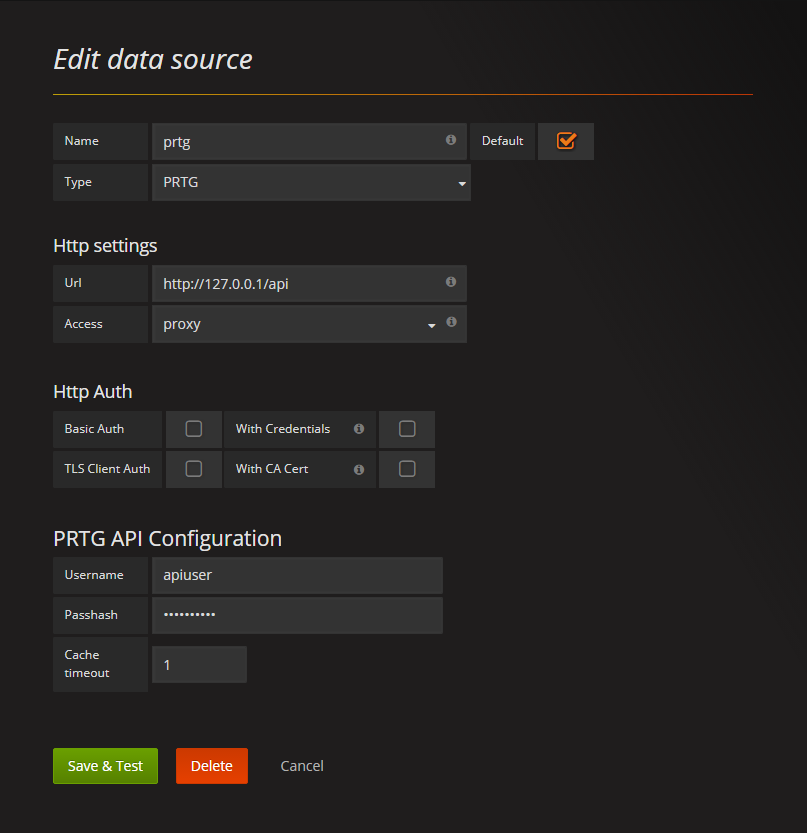 Edit data source
Name prtg Default
Type PRTG
Http settings
Url http://127.0.0.1/api
Access proxy
Http Auth
Basic Auth With Credentials
TLS Client Auth With CA Cert
PRTG API Configuration
Username apiuser
Passhash ••••••••••
Cache
timeout
1
Save & Test Delete Cancel